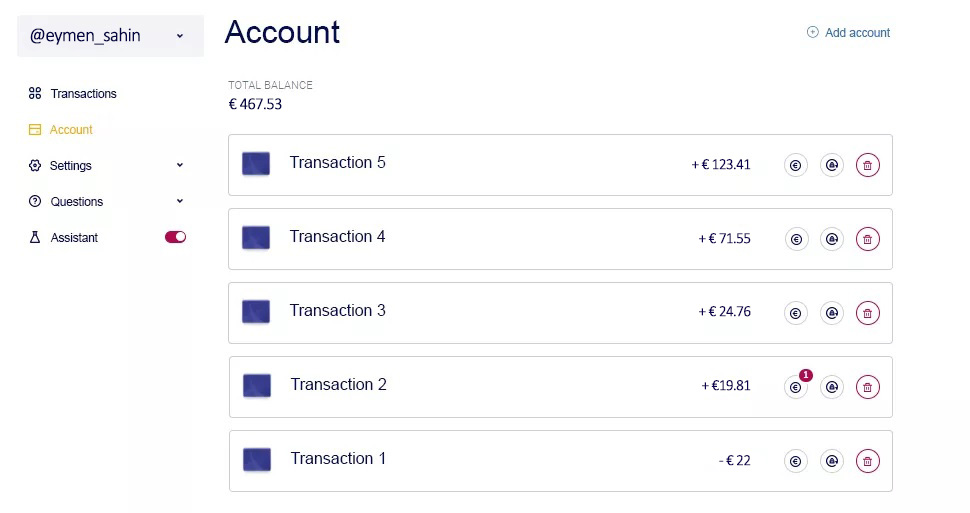 @eymen_sahin
Account
Add account
Transactions
Account
Settings
Questions
Assistant
TOTAL BALANCE
€ 467.53
Transaction 5
+ € 123.41
Transaction 4
+ € 71.55
Transaction 3
+ € 24.76
Transaction 2
+ €19.81
1
Transaction 1
- € 22